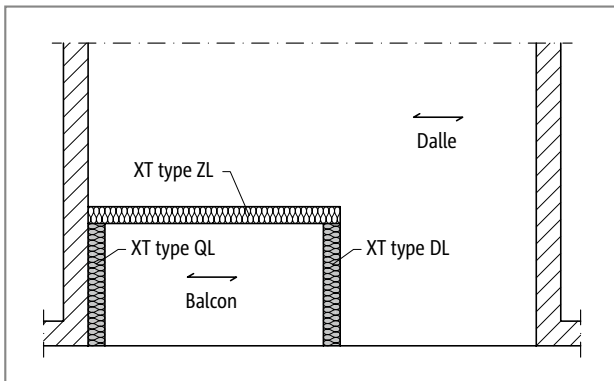 Dalle
XT type ZL
XT type QL
XT type DL
Balcon